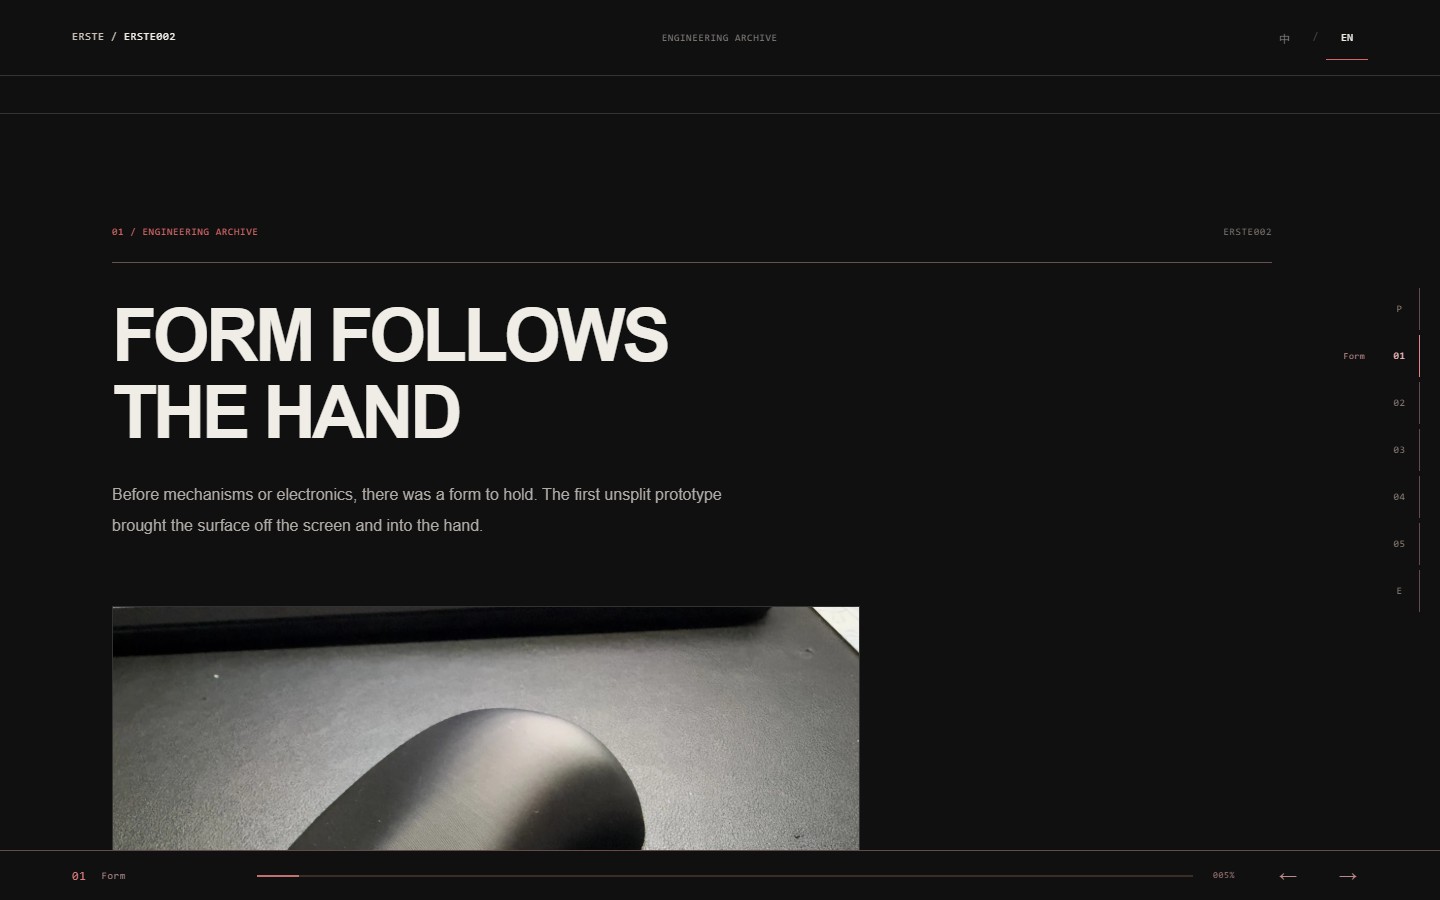 ERSTE / ERSTE002
ENGINEERING ARCHIVE
中 / EN
01 / ENGINEERING ARCHIVE
ERSTE002
FORM FOLLOWS
THE HAND
Before mechanisms or electronics, there was a form to hold. The first unsplit prototype
brought the surface off the screen and into the hand.
P
Form 01
02
03
04
05
E
01 Form
005% ← →